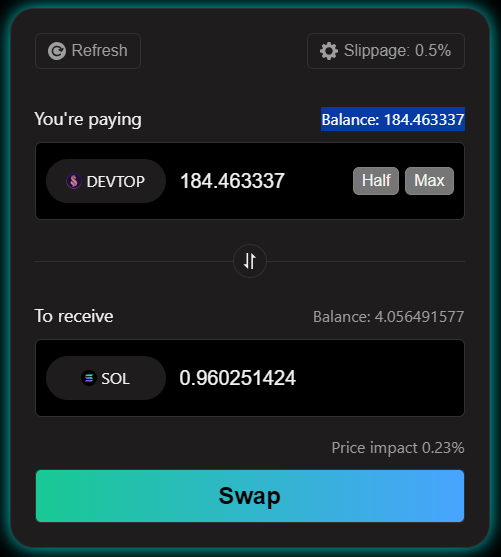 Refresh
Slippage: 0.5%
You're paying
Balance: 184.463337
DEVTOP
184.463337
Half
Max
To receive
Balance: 4.056491577
SOL
0.960251424
Price impact 0.23%
Swap